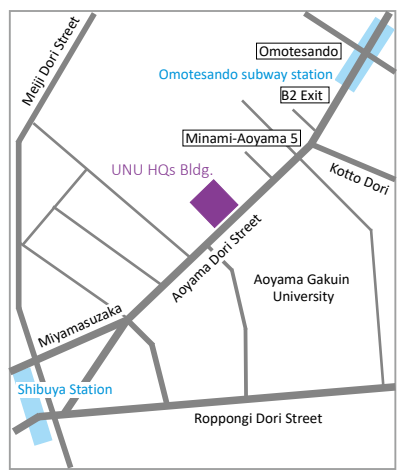 Meiji Dori Street
Omotesando
Omotesando subway station
B2 Exit
Minami-Aoyama 5
UNU HQs Bldg.
Kotto Dori
Aoyama Dori Street
Aoyama Gakuin
University
Miyamasuzaka
Shibuya Station
Roppongi Dori Street